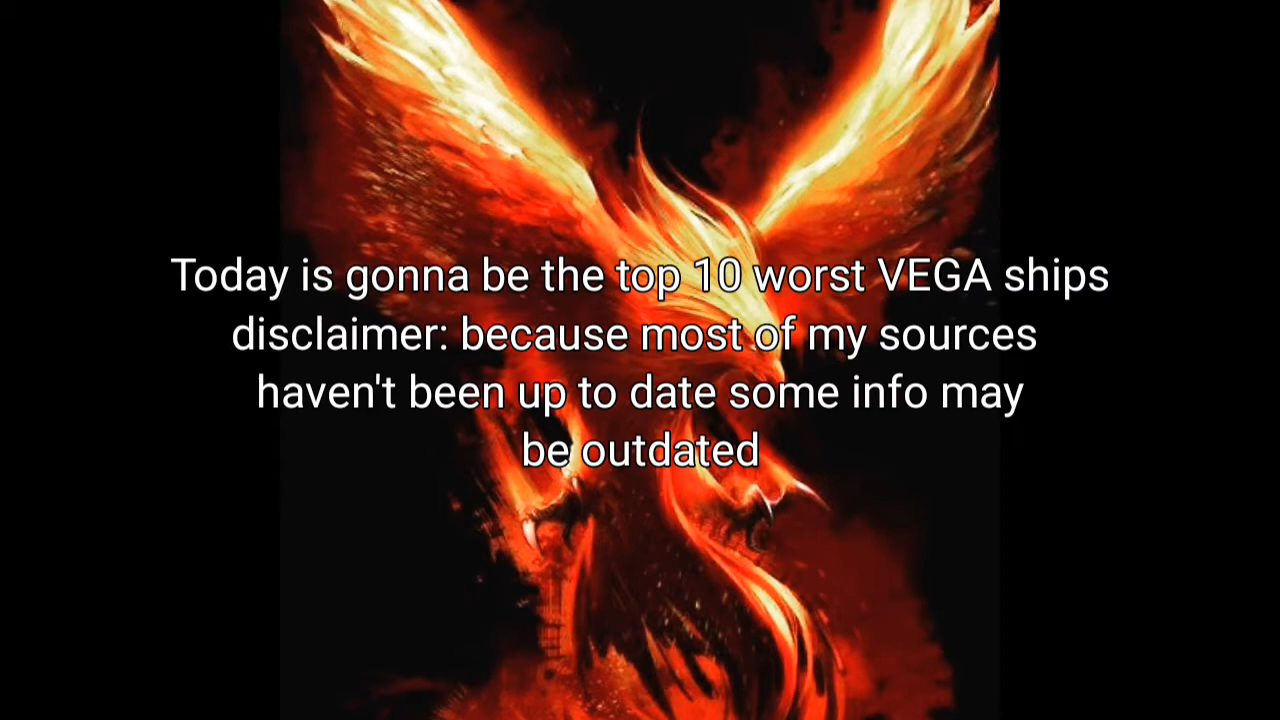 Today is gonna be the top 10 worst VEGA ships
disclaimer: because most of my sources
haven't been up to date some info may
be outdated